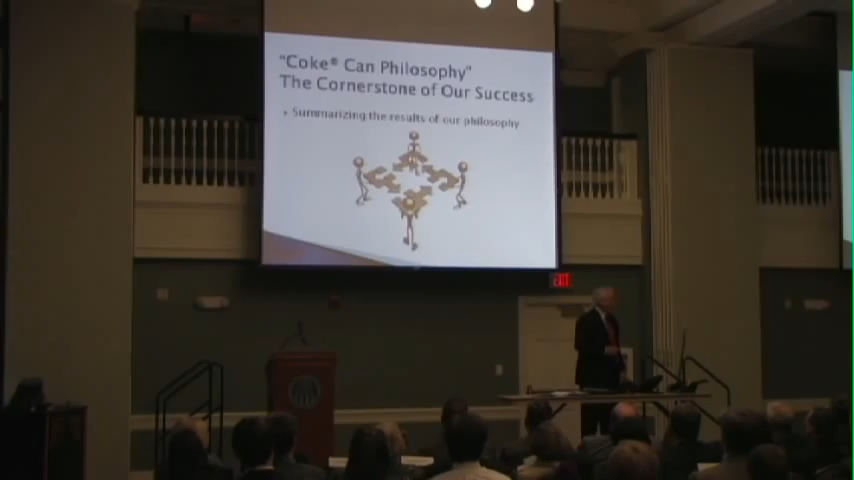 "Coke® Can Philosophy"
The Cornerstone of Our Success
Summarizing the results of our philosophy
EXIT